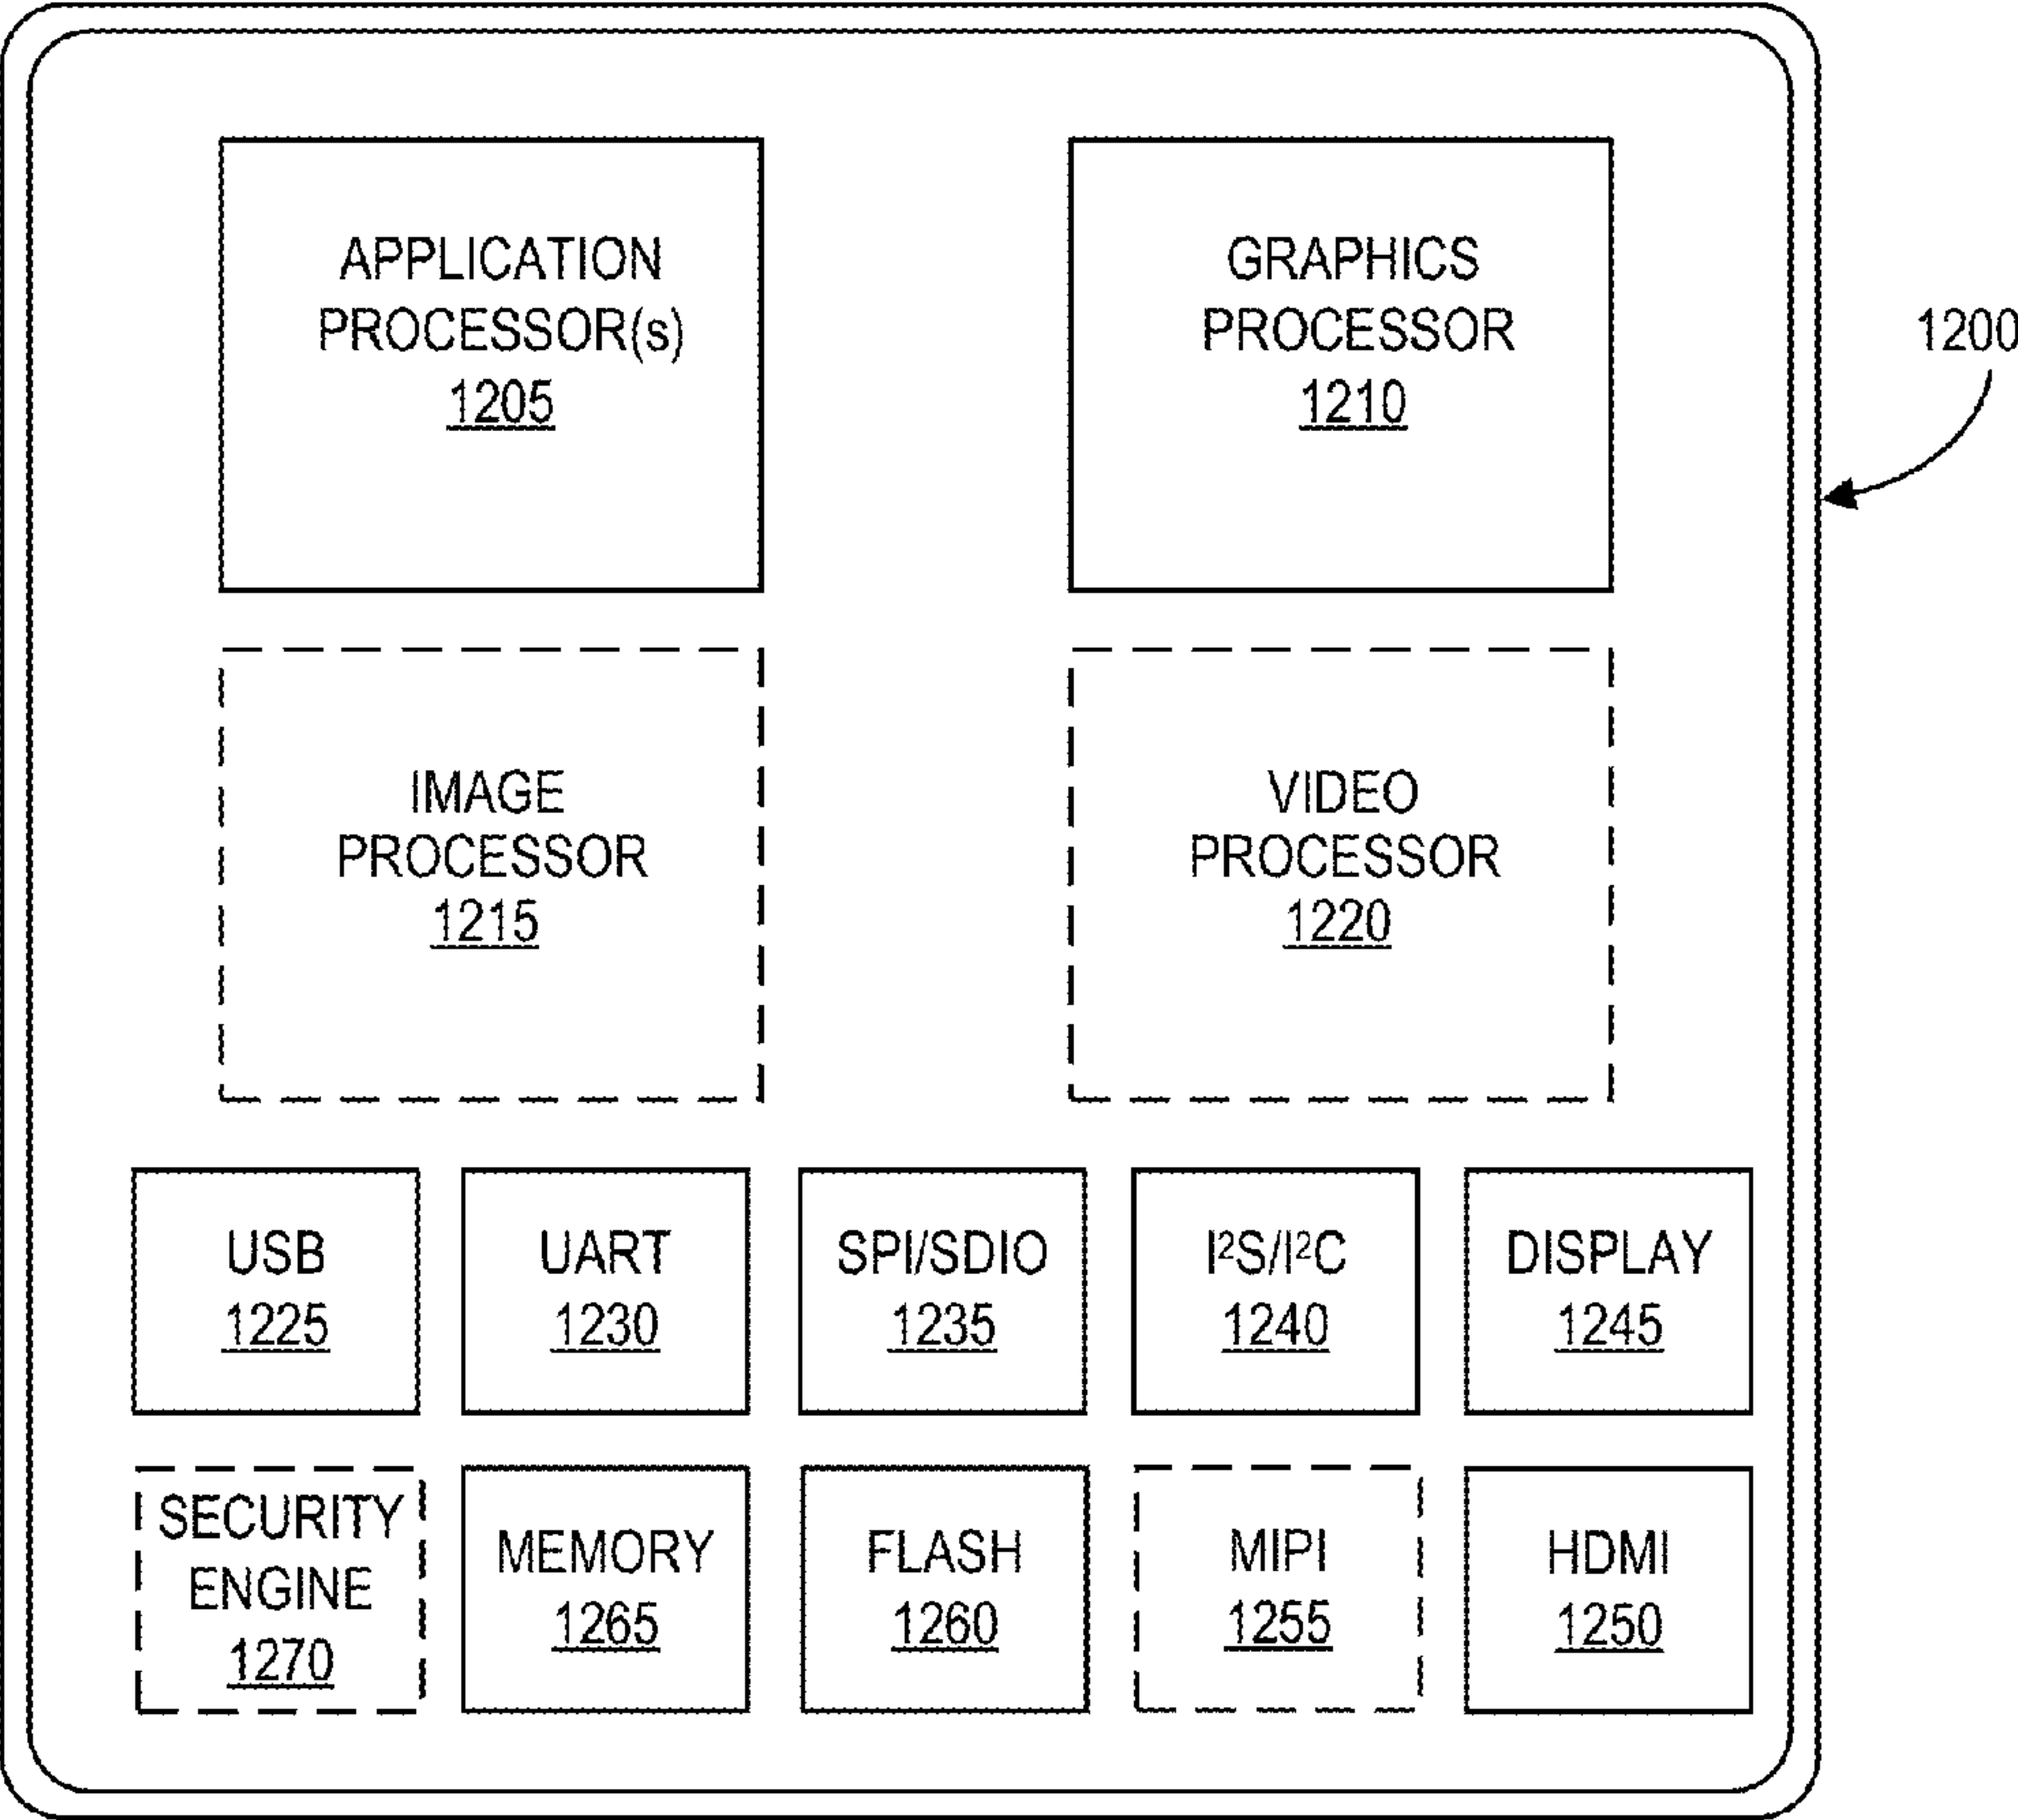 APPLICATION
PROCESSOR(s)
1205
GRAPHICS
PROCESSOR
1210
1200
IMAGE
PROCESSOR
1215
VIDEO
PROCESSOR
1220
USB
1225
UART
1230
SPI/SDIO
1235
I²S/I²C
1240
DISPLAY
1245
SECURITY
ENGINE
1270
MEMORY
1265
FLASH
1260
MIPI
1255
HDMI
1250